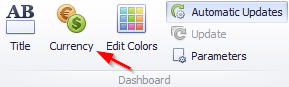 AB
Title
Currency
Edit Colors
Automatic Updates
Update
Parameters
Dashboard